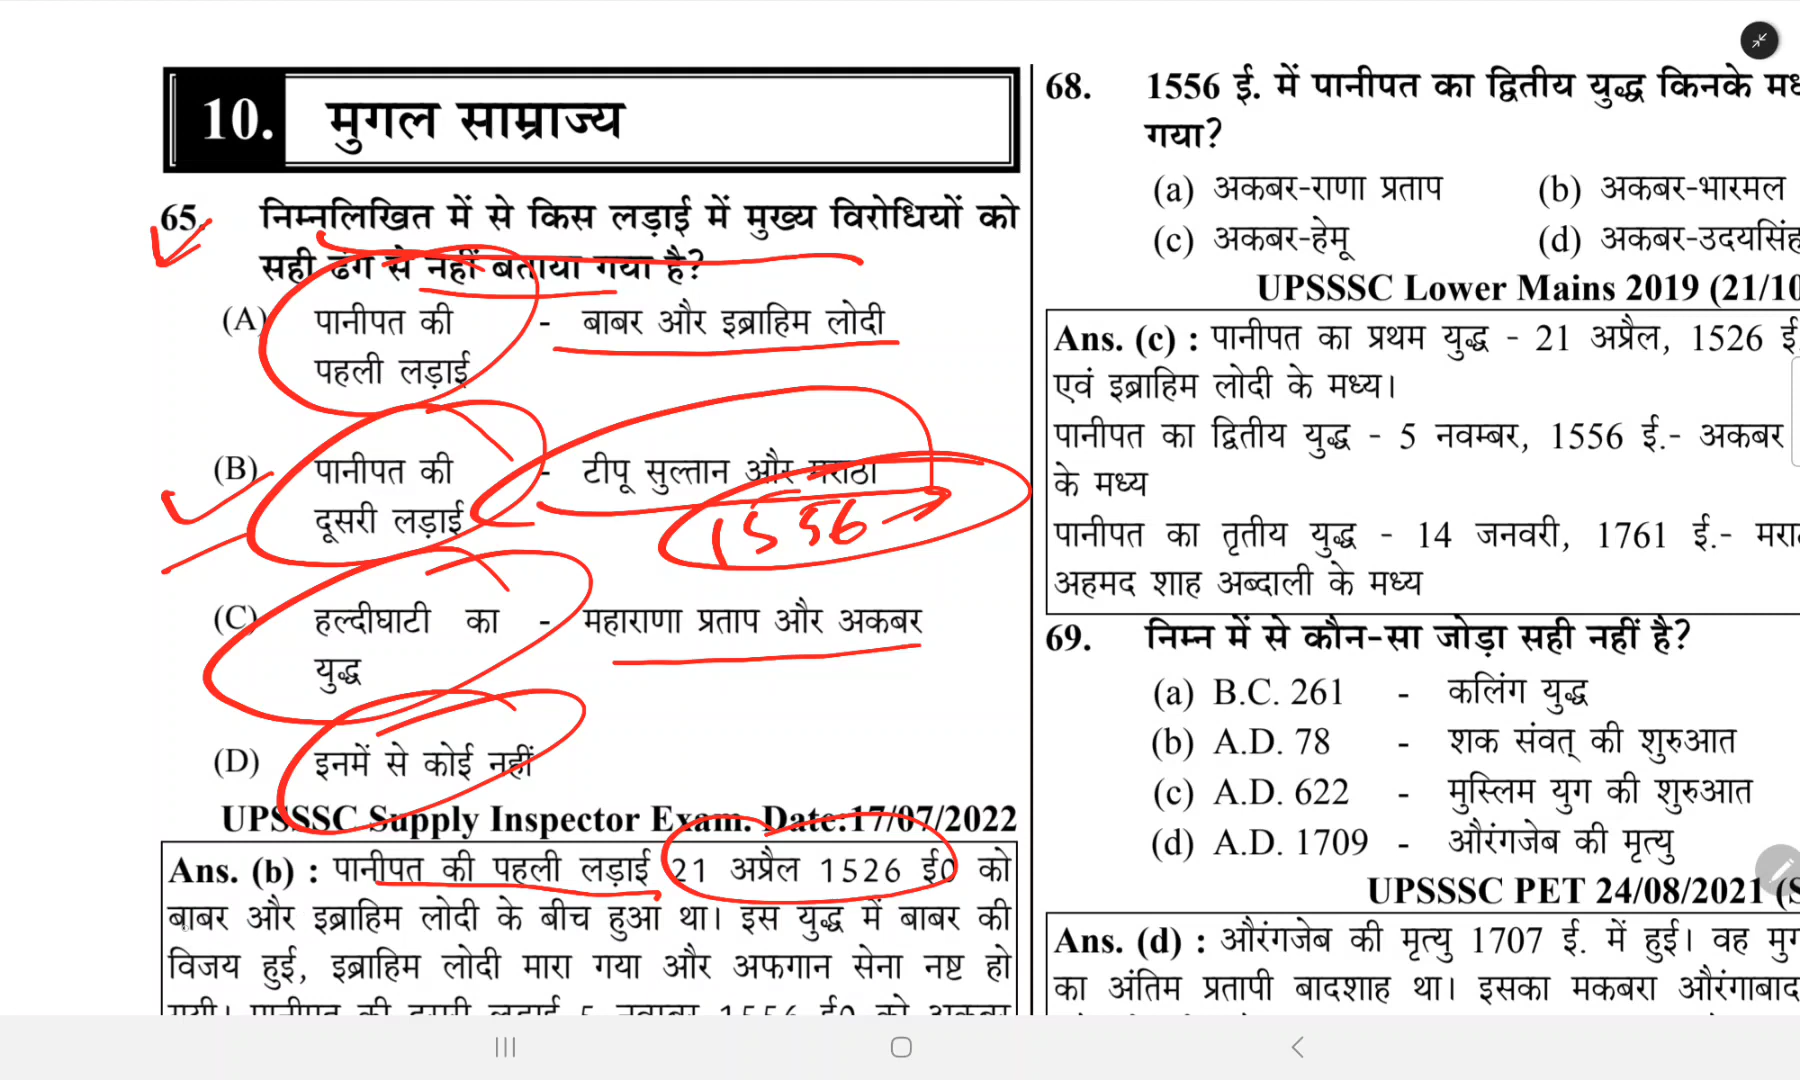 10. मुगल साम्राज्य
65. निम्नलिखित में से किस लड़ाई में मुख्य विरोधियों को
सही ढंग से नहीं बताया गया है?
(A) पानीपत की - बाबर और इब्राहिम लोदी
पहली लड़ाई
(B) पानीपत की - टीपू सुल्तान और मराठा
दूसरी लड़ाई 1556
(C) हल्दीघाटी का - महाराणा प्रताप और अकबर
युद्ध
(D) इनमें से कोई नहीं
UPSSSC Supply Inspector Exam. Date:17/07/2022
Ans. (b) : पानीपत की पहली लड़ाई 21 अप्रैल 1526 ई0 को
बाबर और इब्राहिम लोदी के बीच हुआ था। इस युद्ध में बाबर की
विजय हुई, इब्राहिम लोदी मारा गया और अफगान सेना नष्ट हो
68. 1556 ई. में पानीपत का द्वितीय युद्ध किनके
गया?
(a) अकबर-राणा प्रताप (b) अकबर-भारमल
(c) अकबर-हेमू (d) अकबर-उदयसिंह
UPSSSC Lower Mains 2019 (21/10
Ans. (c) : पानीपत का प्रथम युद्ध - 21 अप्रैल, 1526 ई.
एवं इब्राहिम लोदी के मध्य।
पानीपत का द्वितीय युद्ध - 5 नवम्बर, 1556 ई.- अकबर
के मध्य
पानीपत का तृतीय युद्ध - 14 जनवरी, 1761 ई.-
अहमद शाह अब्दाली के मध्य
69. निम्न में से कौन-सा जोड़ा सही नहीं है?
(a) B.C. 261 - कलिंग युद्ध
(b) A.D. 78 - शक संवत् की शुरुआत
(c) A.D. 622 - मुस्लिम युग की शुरुआत
(d) A.D. 1709 - औरंगजेब की मृत्यु
UPSSSC PET 24/08/2021
Ans. (d) : औरंगजेब की मृत्यु 1707 ई. में हुई। वह
का अंतिम प्रतापी बादशाह था। इसका मकबरा औरंगाबाद